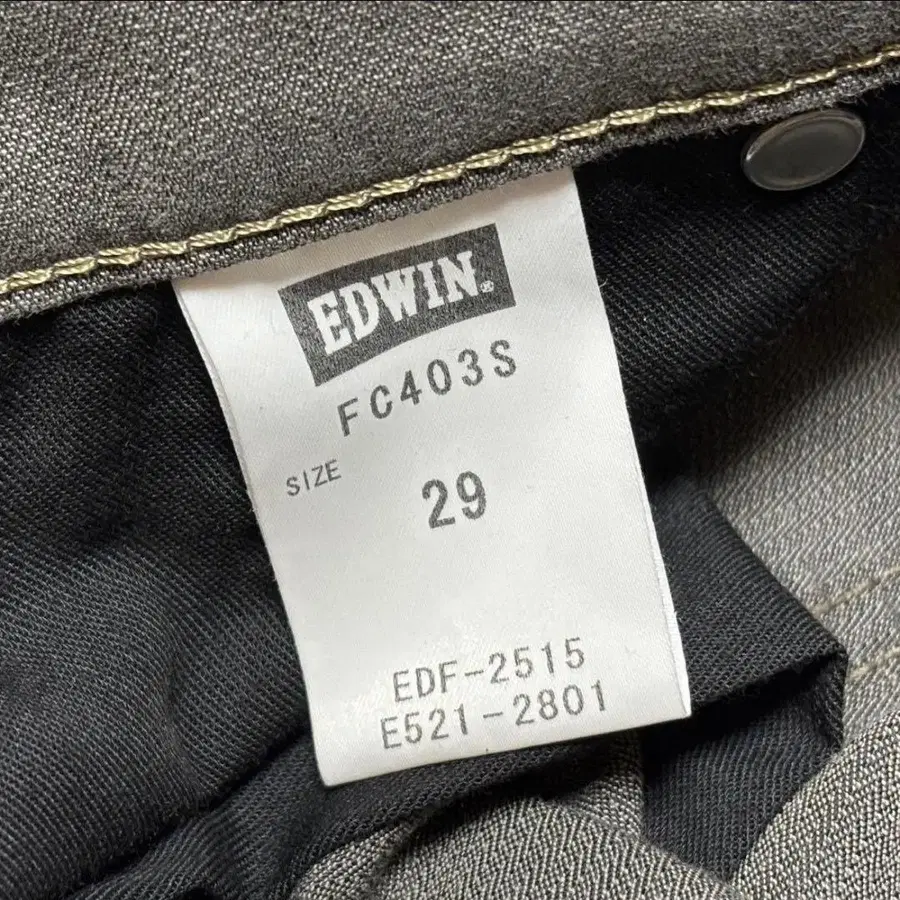 EDWIN®
FC403S
SIZE
29
EDF-2515
E521-2801